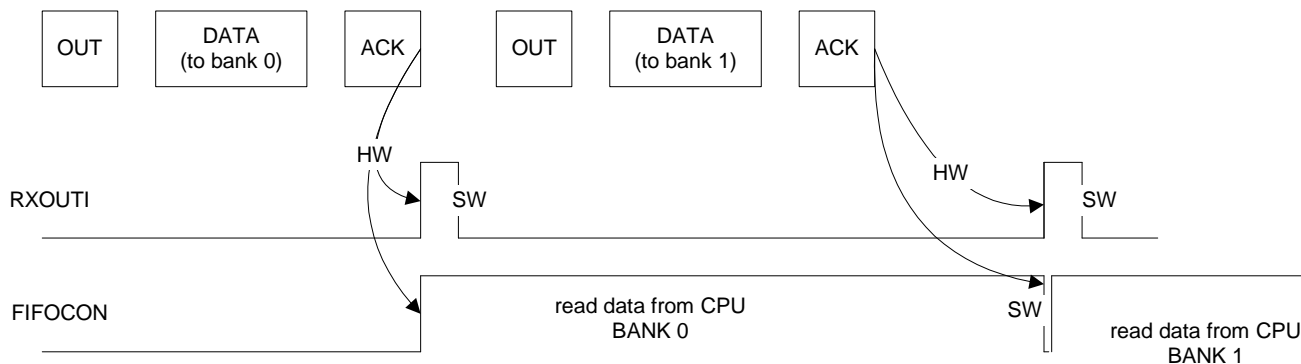 OUT
DATA
(to bank 0)
ACK
OUT
DATA
(to bank 1)
ACK
HW
HW
RXOUTI
SW
SW
FIFOCON
read data from CPU
BANK 0
SW
read data from CPU
BANK 1